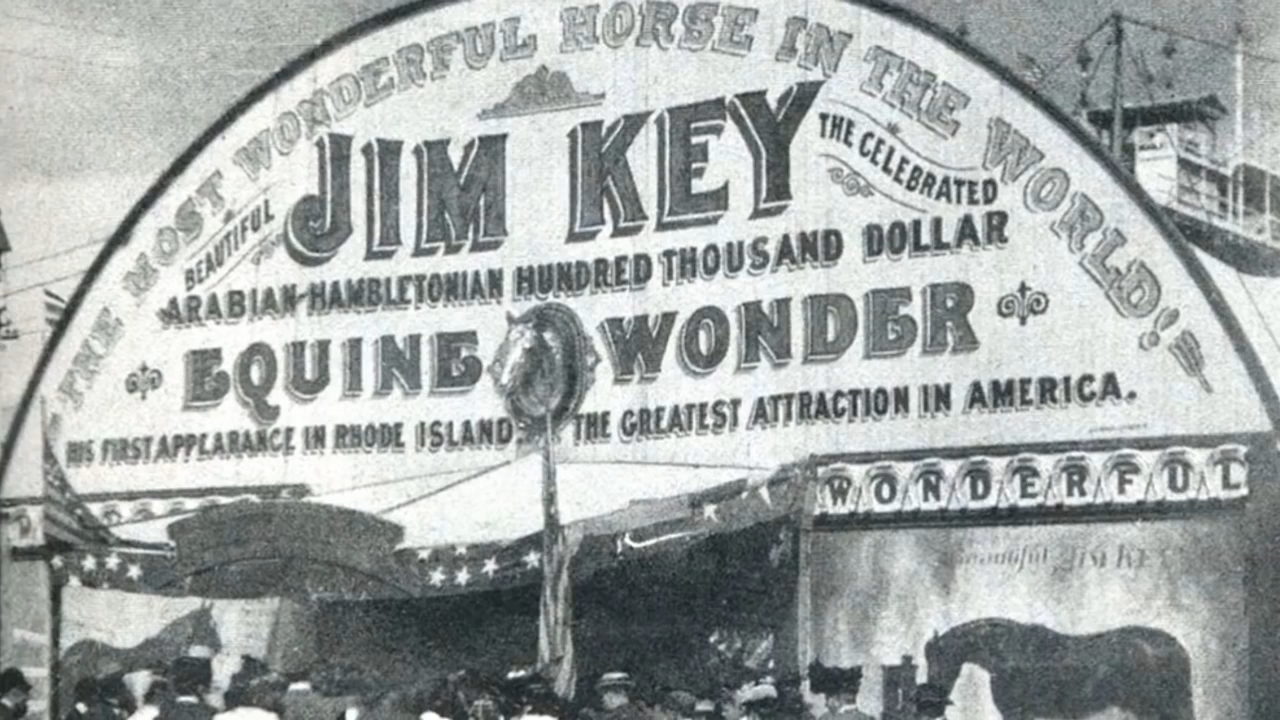 THE MOST WONDERFUL HORSE IN THE WORLD!
BEAUTIFUL
JIM KEY
THE CELEBRATED
ARABIAN-HAMBLETONIAN HUNDRED THOUSAND DOLLAR
EQUINE WONDER
HIS FIRST APPEARANCE IN RHODE ISLAND. THE GREATEST ATTRACTION IN AMERICA.
WONDERFUL
Beautiful JIM KEY